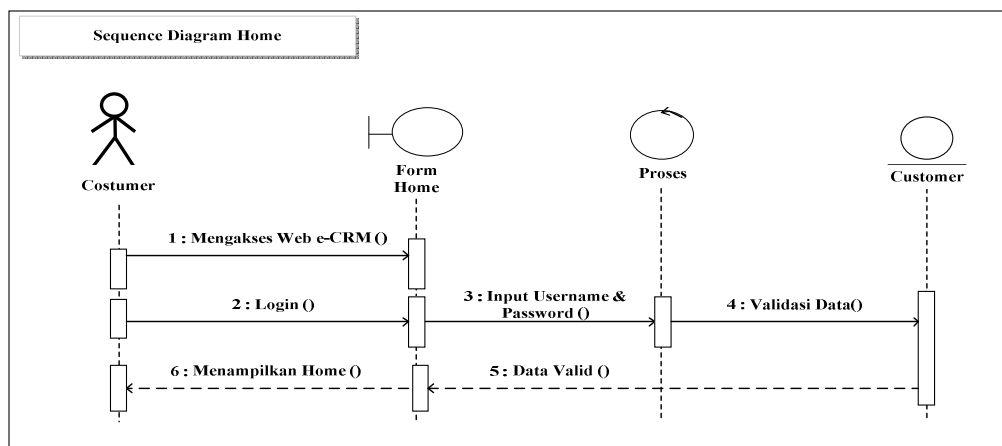 Sequence Diagram Home
Costumer
Form
Home
Proses
Customer
1 : Mengakses Web e-CRM ()
2 : Login ()
3 : Input Username &
Password ()
4 : Validasi Data()
6 : Menampilkan Home ()
5 : Data Valid ()